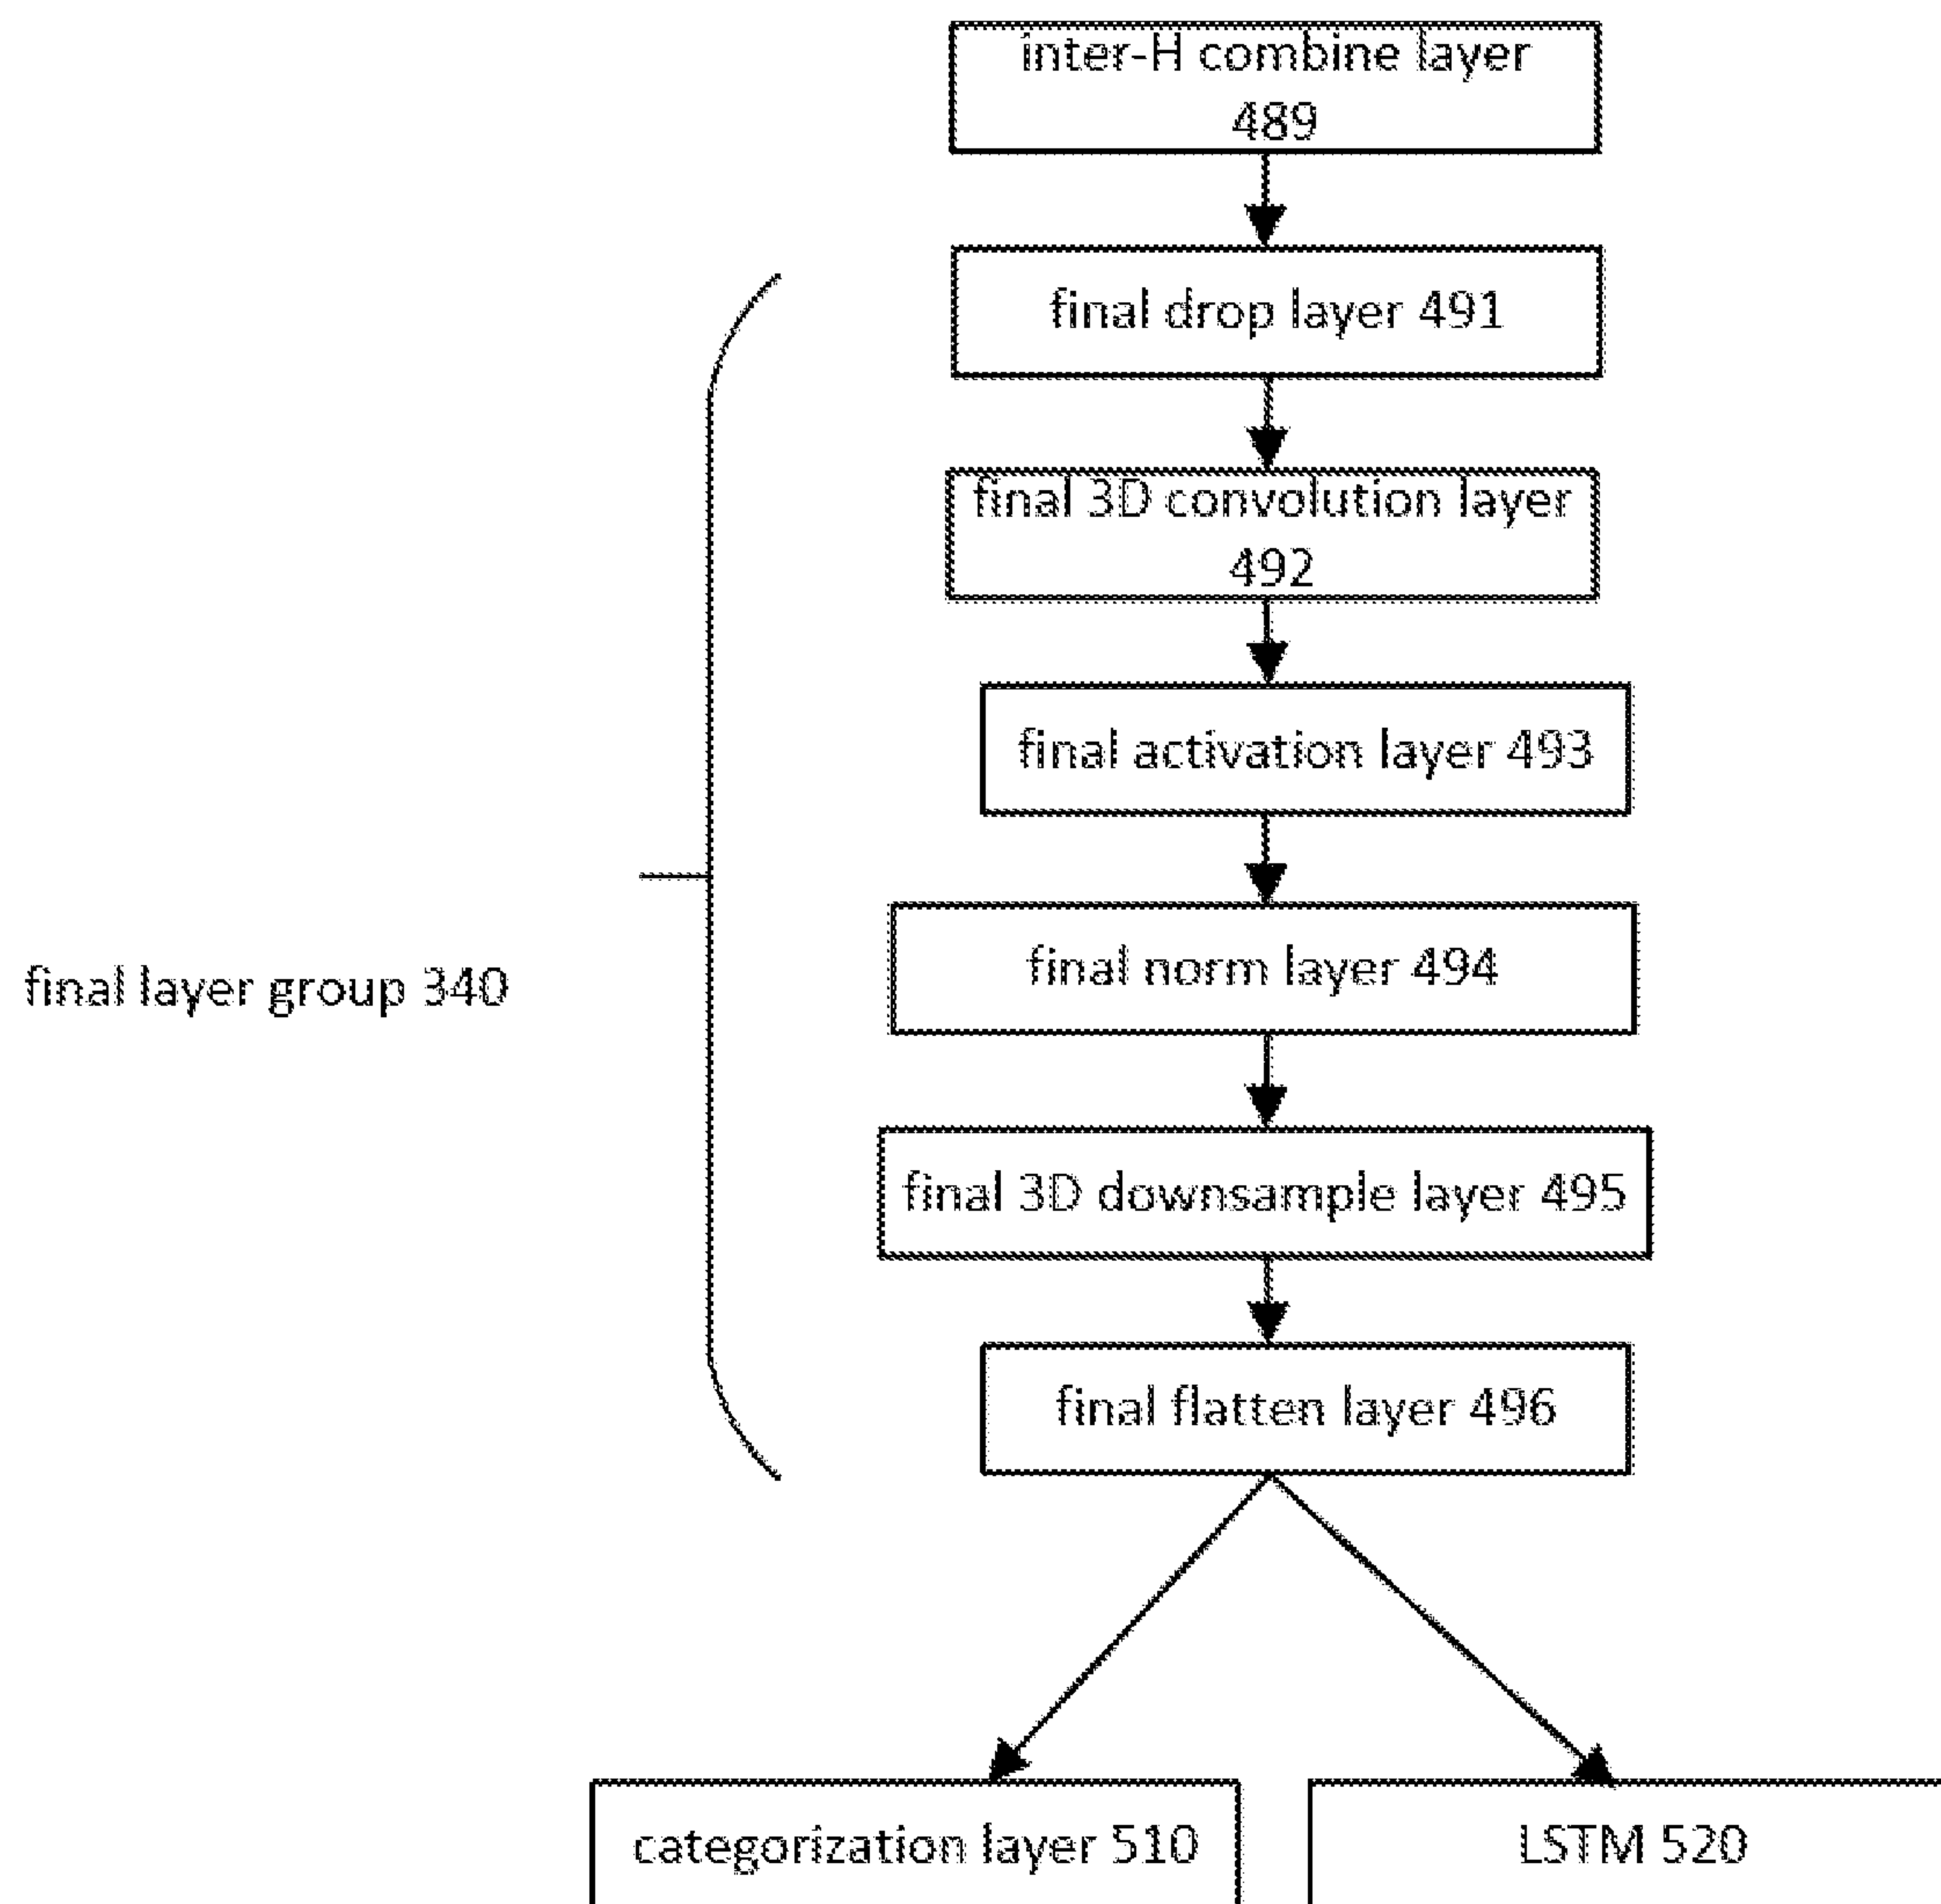 inter-H combine layer
489
final drop layer 491
final 3D convolution layer
492
final activation layer 493
final norm layer 494
final layer group 340
final 3D downsample layer 495
final flatten layer 496
categorization layer 510
LSTM 520